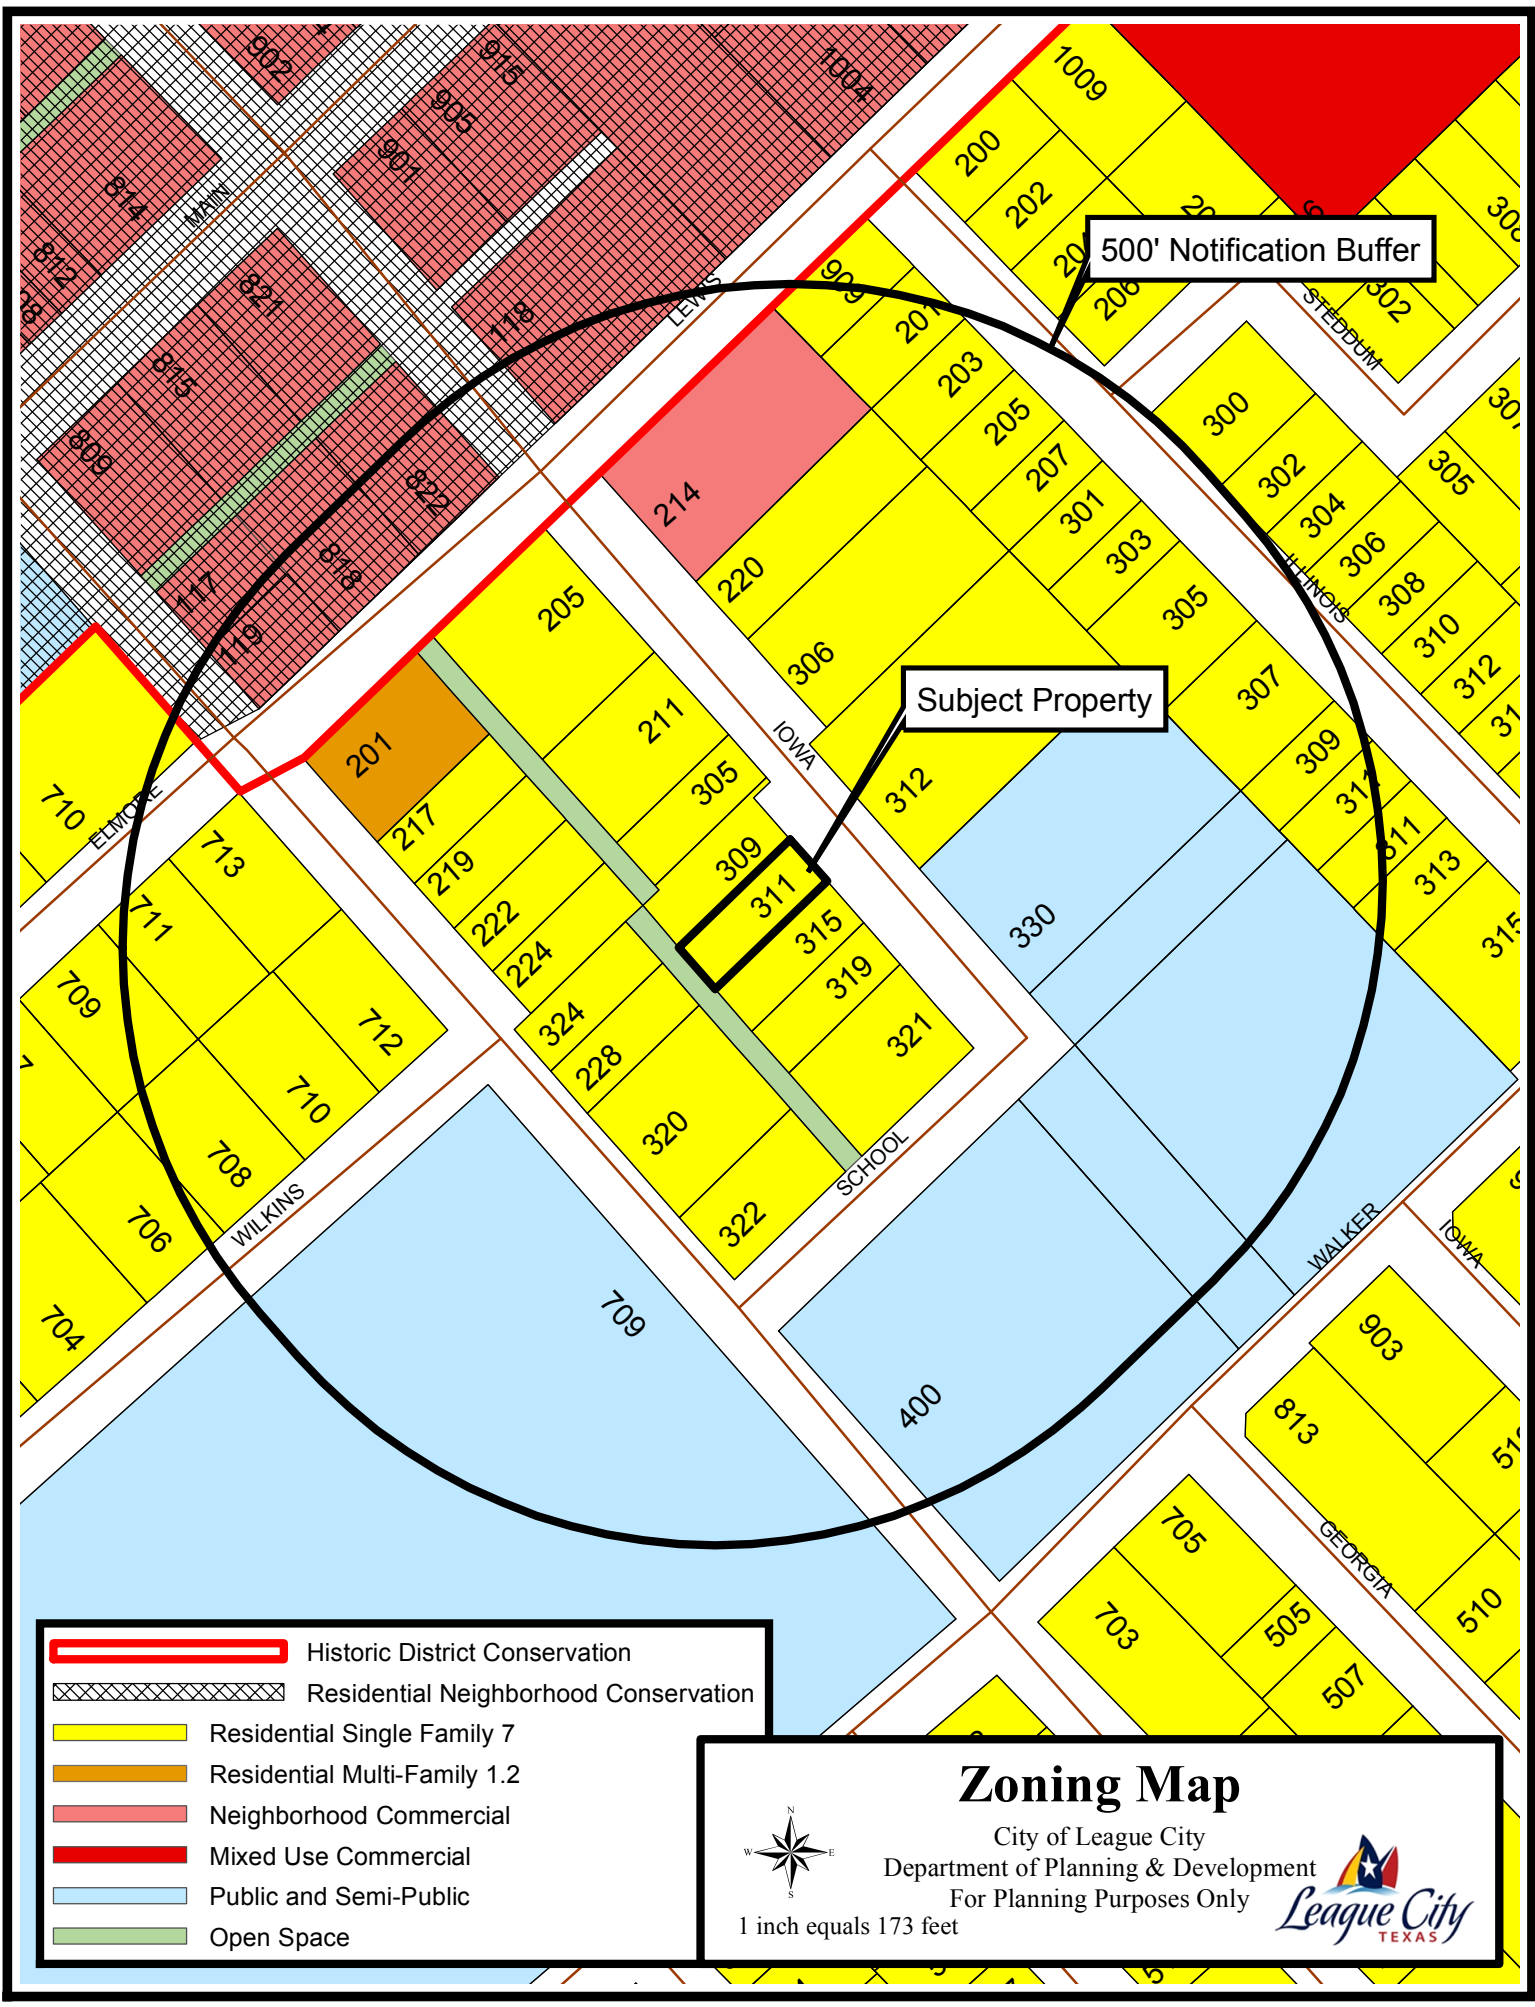 902
915
1004
1009
905
901
200
814
MAIN
202
308
812
821
500' Notification Buffer
909
206
302
118
LEWIS
201
STEDDUM
815
203
300
205
809
207
302
305
822
214
301
304
818
220
303
306
ILLINOIS
117
205
305
308
119
306
310
307
312
Subject Property
211
IOWA
201
309
305
312
710
ELMORE
217
311
713
219
309
311
313
311
811
711
222
315
330
315
224
709
319
324
712
321
228
710
320
708
SCHOOL
322
706
WILKINS
WALKER
IOWA
709
704
903
400
813
705
GEORGIA
510
703
505
507
Historic District Conservation
Residential Neighborhood Conservation
Residential Single Family 7
Residential Multi-Family 1.2
Neighborhood Commercial
Mixed Use Commercial
Public and Semi-Public
Open Space
Zoning Map
N
W E
S
City of League City
Department of Planning & Development
For Planning Purposes Only
1 inch equals 173 feet
League City
TEXAS